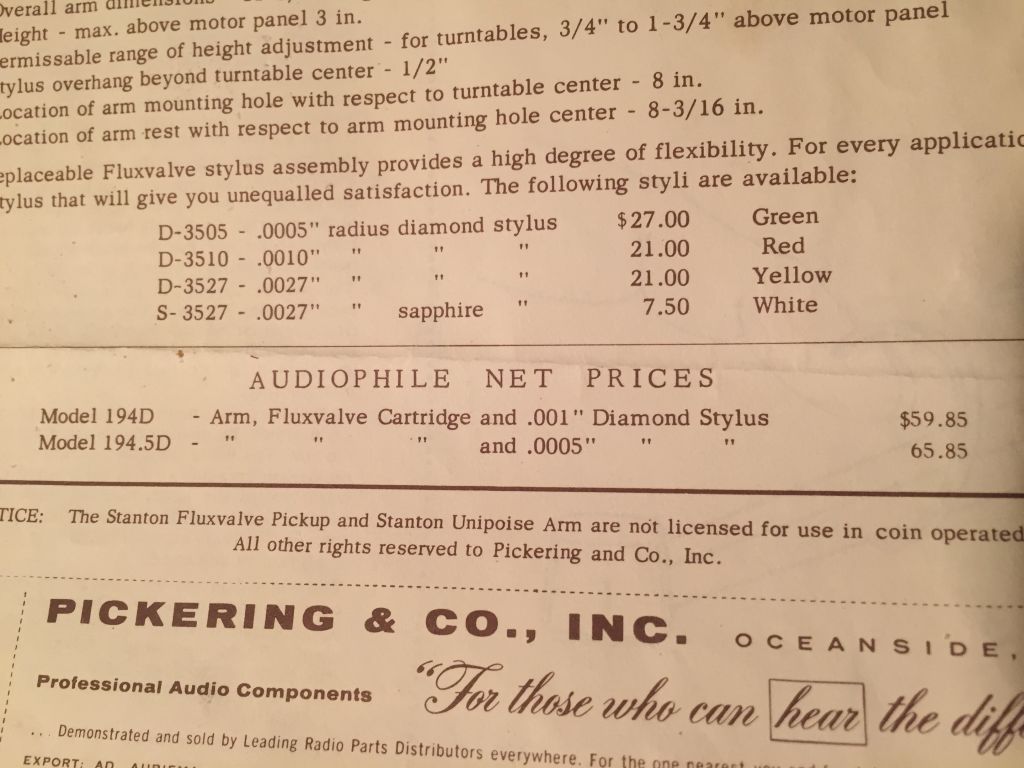 Overall arm dimensions -
Height - max. above motor panel 3 in.
ermissable range of height adjustment - for turntables, 3/4" to 1-3/4" above motor panel
tylus overhang beyond turntable center - 1/2"
ocation of arm mounting hole with respect to turntable center - 8 in.
ocation of arm rest with respect to arm mounting hole center - 8-3/16 in.
eplaceable Fluxvalve stylus assembly provides a high degree of flexibility. For every applicatio
tylus that will give you unequalled satisfaction. The following styli are available:
D-3505 - .0005" radius diamond stylus $27.00 Green
D-3510 - .0010" " " " 21.00 Red
D-3527 - .0027" " " " 21.00 Yellow
S- 3527 - .0027" " sapphire " 7.50 White
AUDIOPHILE NET PRICES
Model 194D - Arm, Fluxvalve Cartridge and .001" Diamond Stylus $59.85
Model 194.5D - " " " and .0005" " " 65.85
TICE: The Stanton Fluxvalve Pickup and Stanton Unipoise Arm are not licensed for use in coin operated
All other rights reserved to Pickering and Co., Inc.
PICKERING & CO., INC. OCEANSIDE,
Professional Audio Components "For those who can hear the diff
... Demonstrated and sold by Leading Radio Parts Distributors everywhere. For the one nearest you and
EXPORT: AD.